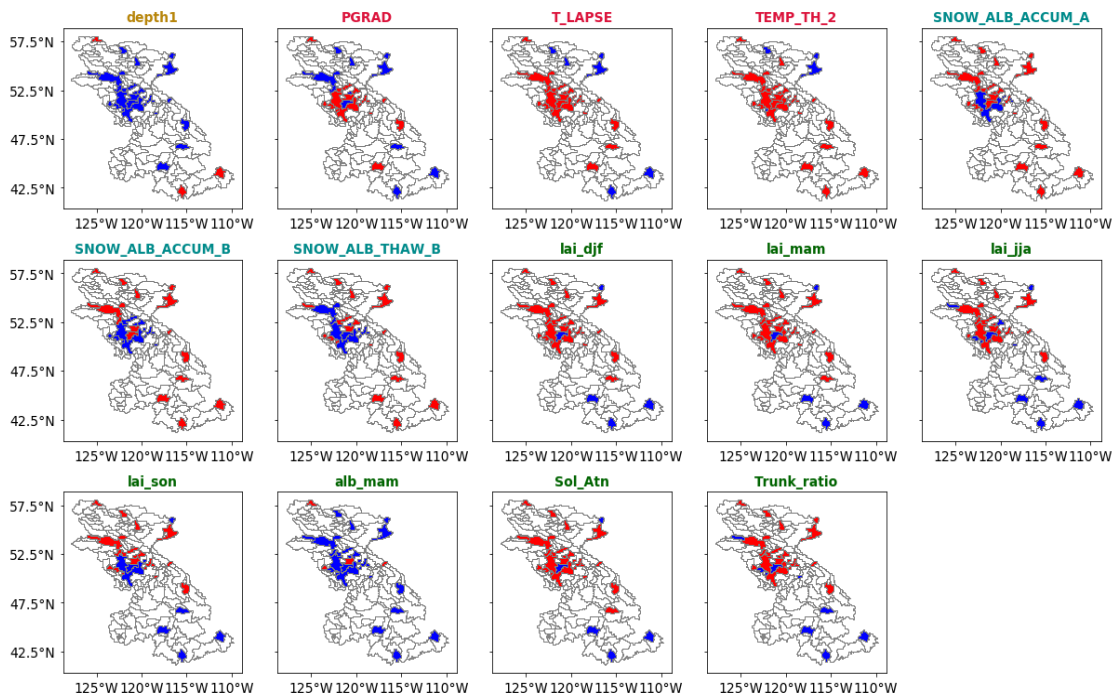 depth1 PGRAD T_LAPSE TEMP_TH_2 SNOW_ALB_ACCUM_A
57.5°N
52.5°N
47.5°N
42.5°N
125°W 120°W 115°W 110°W 125°W 120°W 115°W 110°W 125°W 120°W 115°W 110°W 125°W 120°W 115°W 110°W 125°W 120°W 115°W 110°W
SNOW_ALB_ACCUM_B SNOW_ALB_THAW_B lai_djf lai_mam lai_jja
57.5°N
52.5°N
47.5°N
42.5°N
125°W 120°W 115°W 110°W 125°W 120°W 115°W 110°W 125°W 120°W 115°W 110°W 125°W 120°W 115°W 110°W 125°W 120°W 115°W 110°W
lai_son alb_mam Sol_Atn Trunk_ratio
57.5°N
52.5°N
47.5°N
42.5°N
125°W 120°W 115°W 110°W 125°W 120°W 115°W 110°W 125°W 120°W 115°W 110°W 125°W 120°W 115°W 110°W